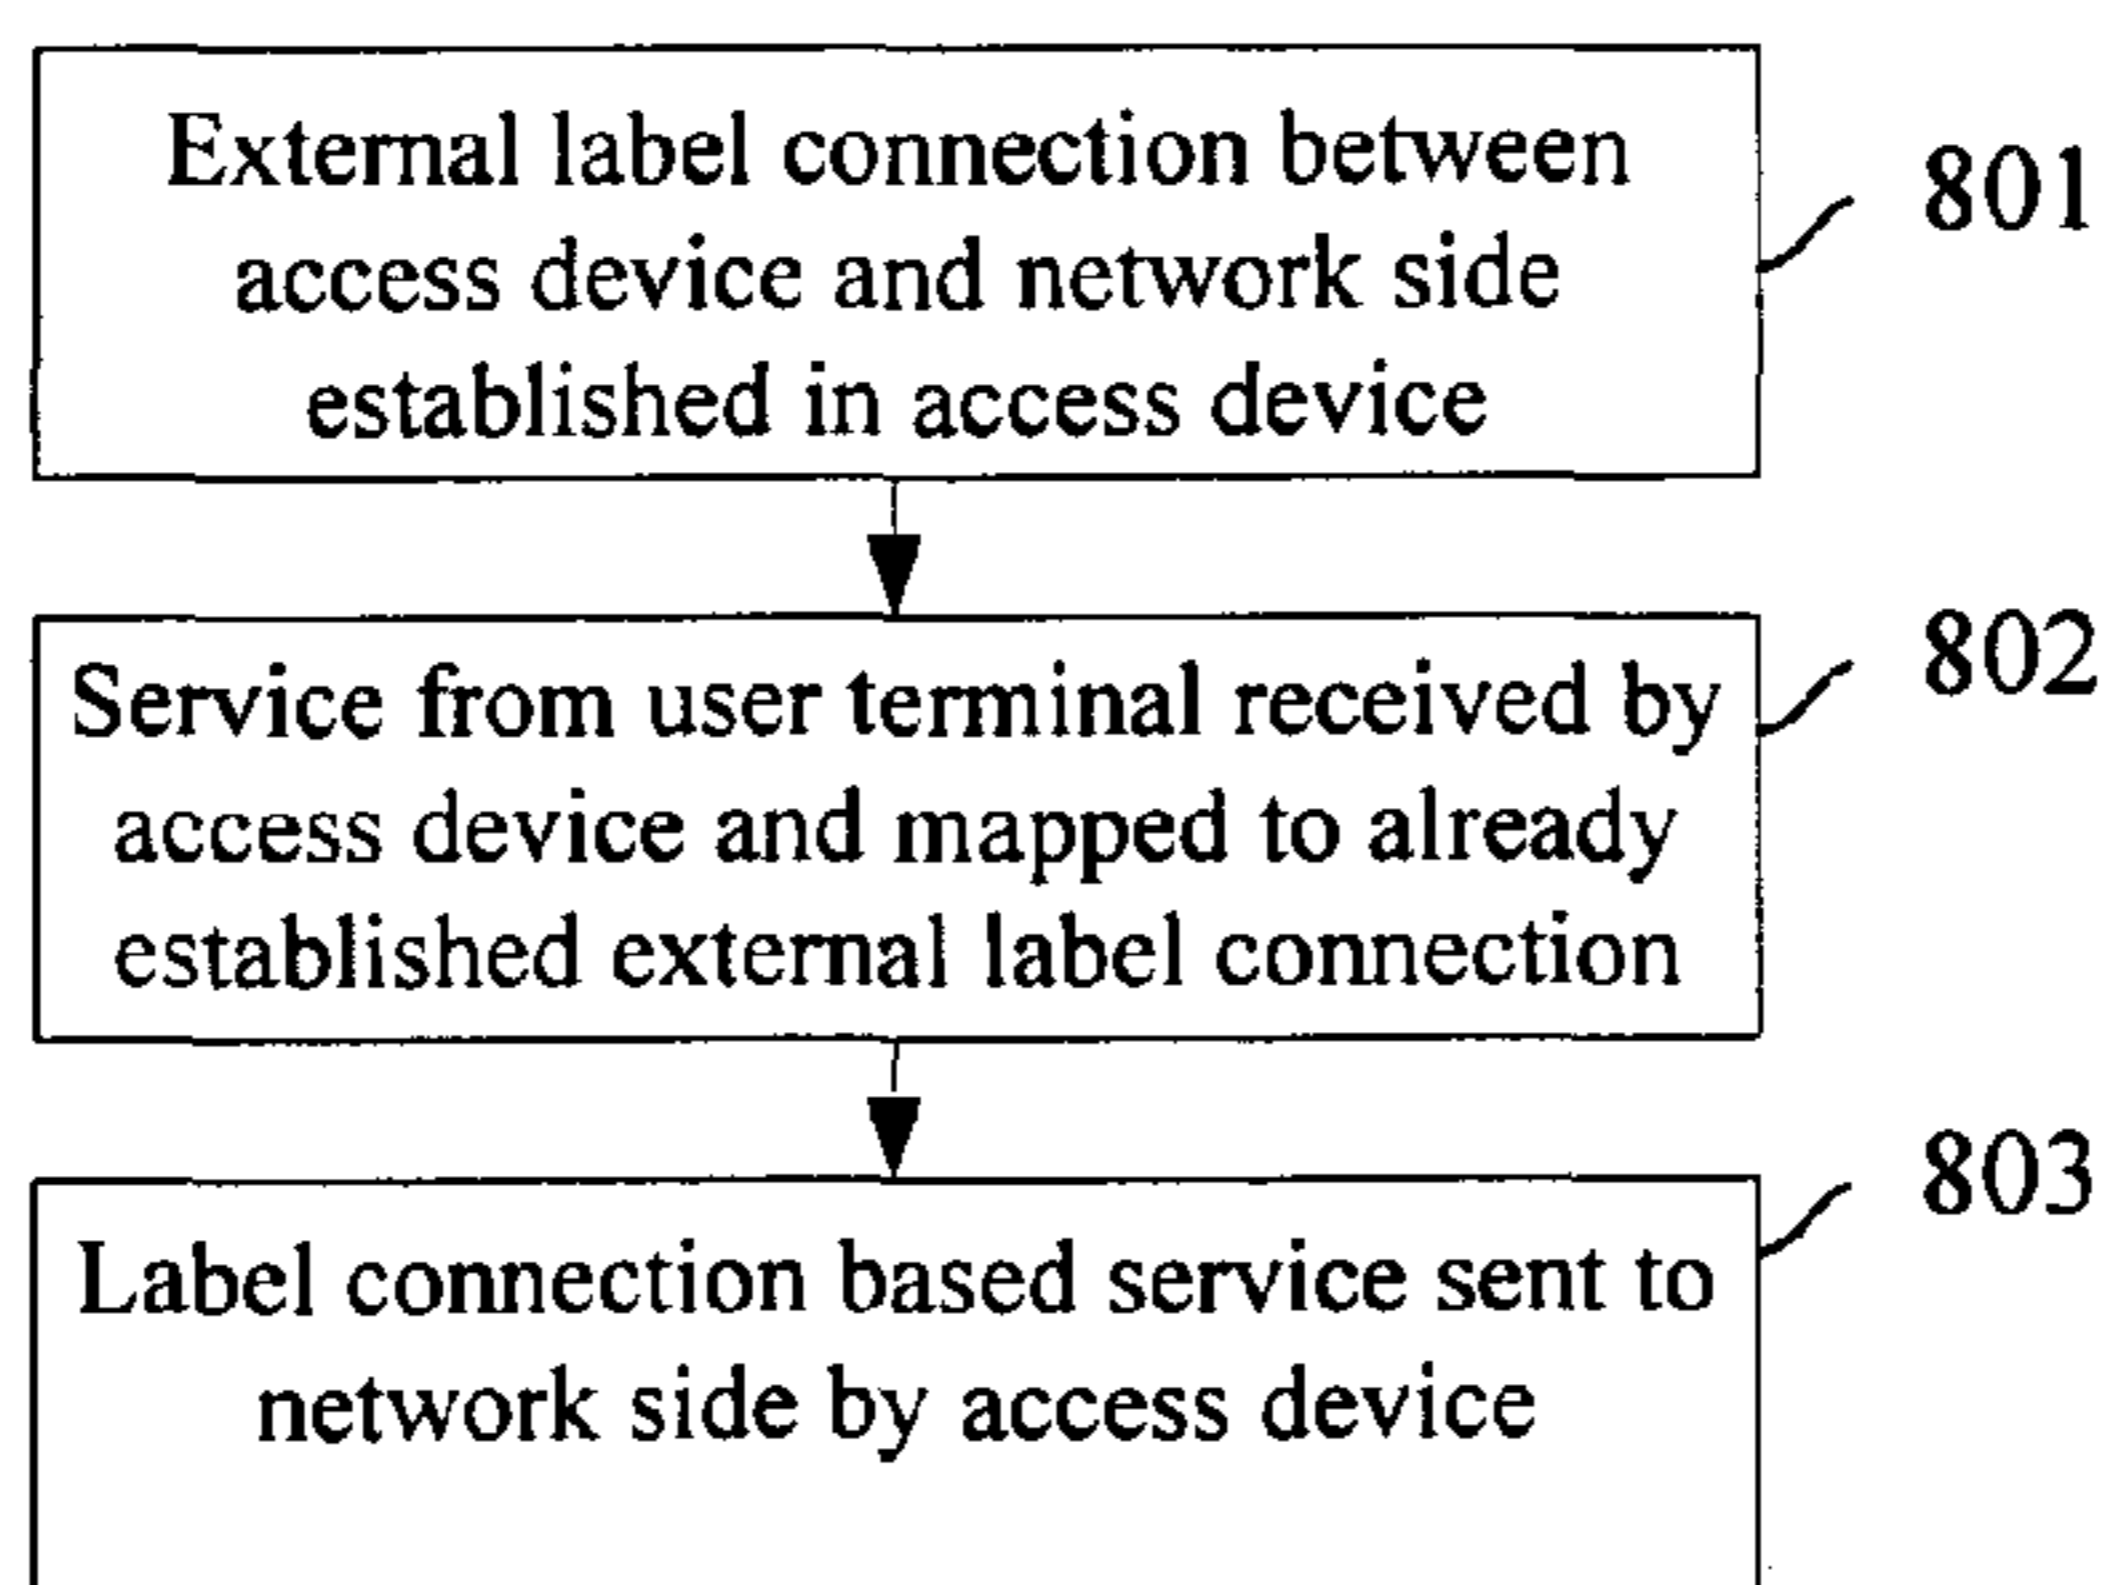 External label connection between
access device and network side
established in access device
801
Service from user terminal received by
access device and mapped to already
established external label connection
802
Label connection based service sent to
network side by access device
803